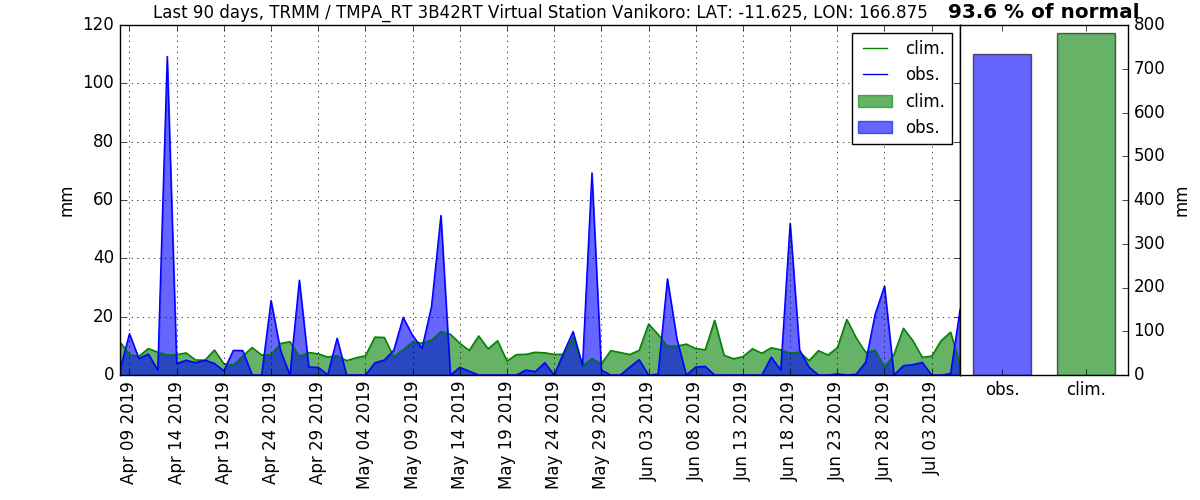 Last 90 days, TRMM / TMPA_RT 3B42RT Virtual Station Vanikoro: LAT: -11.625, LON: 166.875
93.6 % of normal
120
100
80
60
40
20
0
mm
clim.
obs.
clim.
obs.
Apr 09 2019
Apr 14 2019
Apr 19 2019
Apr 24 2019
Apr 29 2019
May 04 2019
May 09 2019
May 14 2019
May 19 2019
May 24 2019
May 29 2019
Jun 03 2019
Jun 08 2019
Jun 13 2019
Jun 18 2019
Jun 23 2019
Jun 28 2019
Jul 03 2019
800
700
600
500
400
300
200
100
0
mm
obs.
clim.